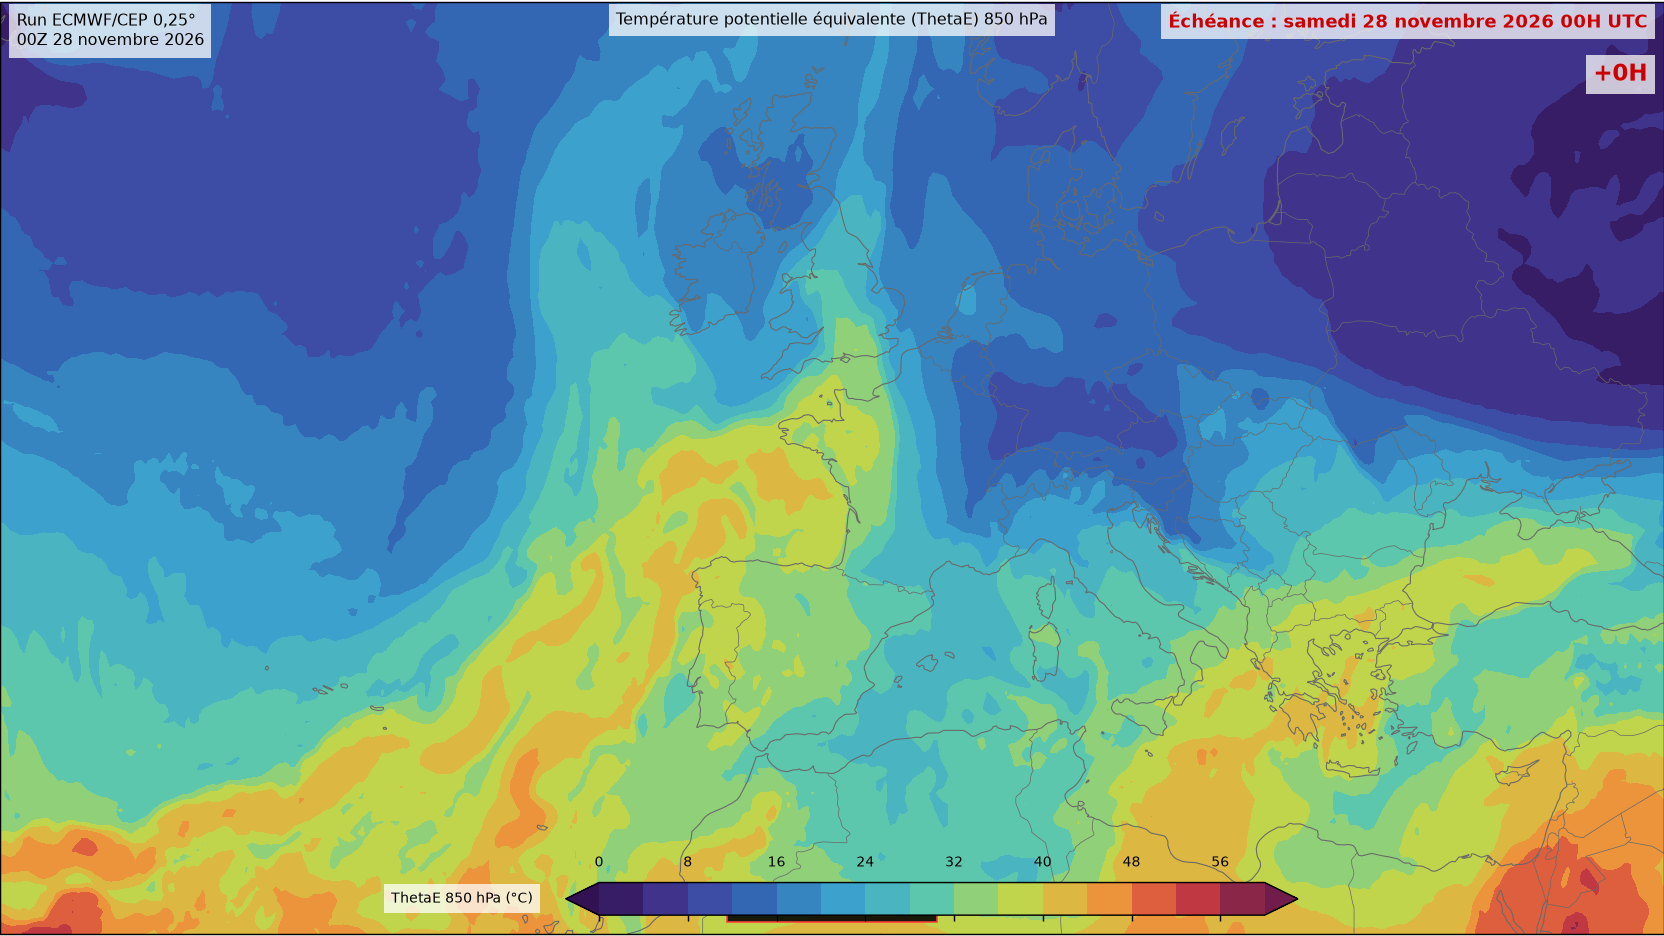 Run ECMWF/CEP 0,25°
00Z 28 novembre 2026
Température potentielle équivalente (ThetaE) 850 hPa
Échéance : samedi 28 novembre 2026 00H UTC
+0H
0 8 16 24 32 40 48 56
ThetaE 850 hPa (°C)